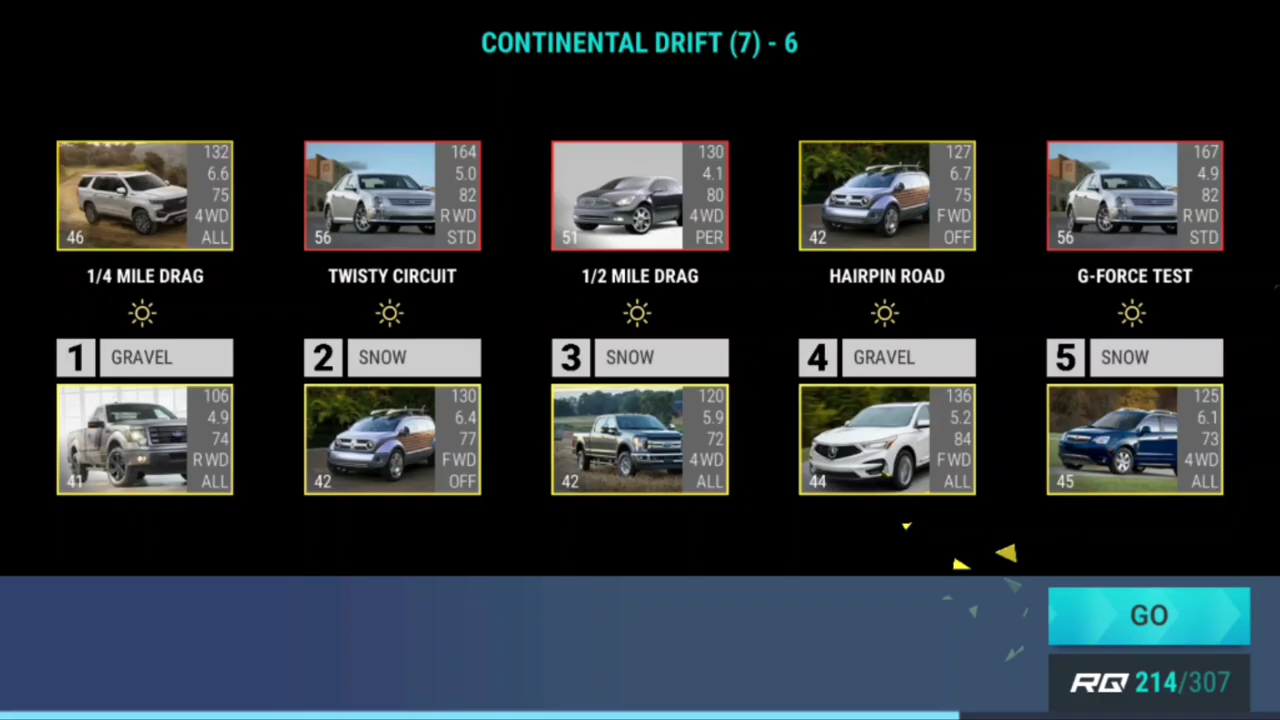 CONTINENTAL DRIFT (7) - 6
132
6.6
75
4WD
46 ALL
164
5.0
82
RWD
56 STD
130
4.1
80
4WD
51 PER
127
6.7
75
FWD
42 OFF
167
4.9
82
RWD
56 STD
1/4 MILE DRAG
TWISTY CIRCUIT
1/2 MILE DRAG
HAIRPIN ROAD
G-FORCE TEST
1 GRAVEL
2 SNOW
3 SNOW
4 GRAVEL
5 SNOW
106
4.9
74
RWD
41 ALL
130
6.4
77
FWD
42 OFF
120
5.9
72
4WD
42 ALL
136
5.2
84
FWD
44 ALL
125
6.1
73
4WD
45 ALL
GO
RQ 214/307